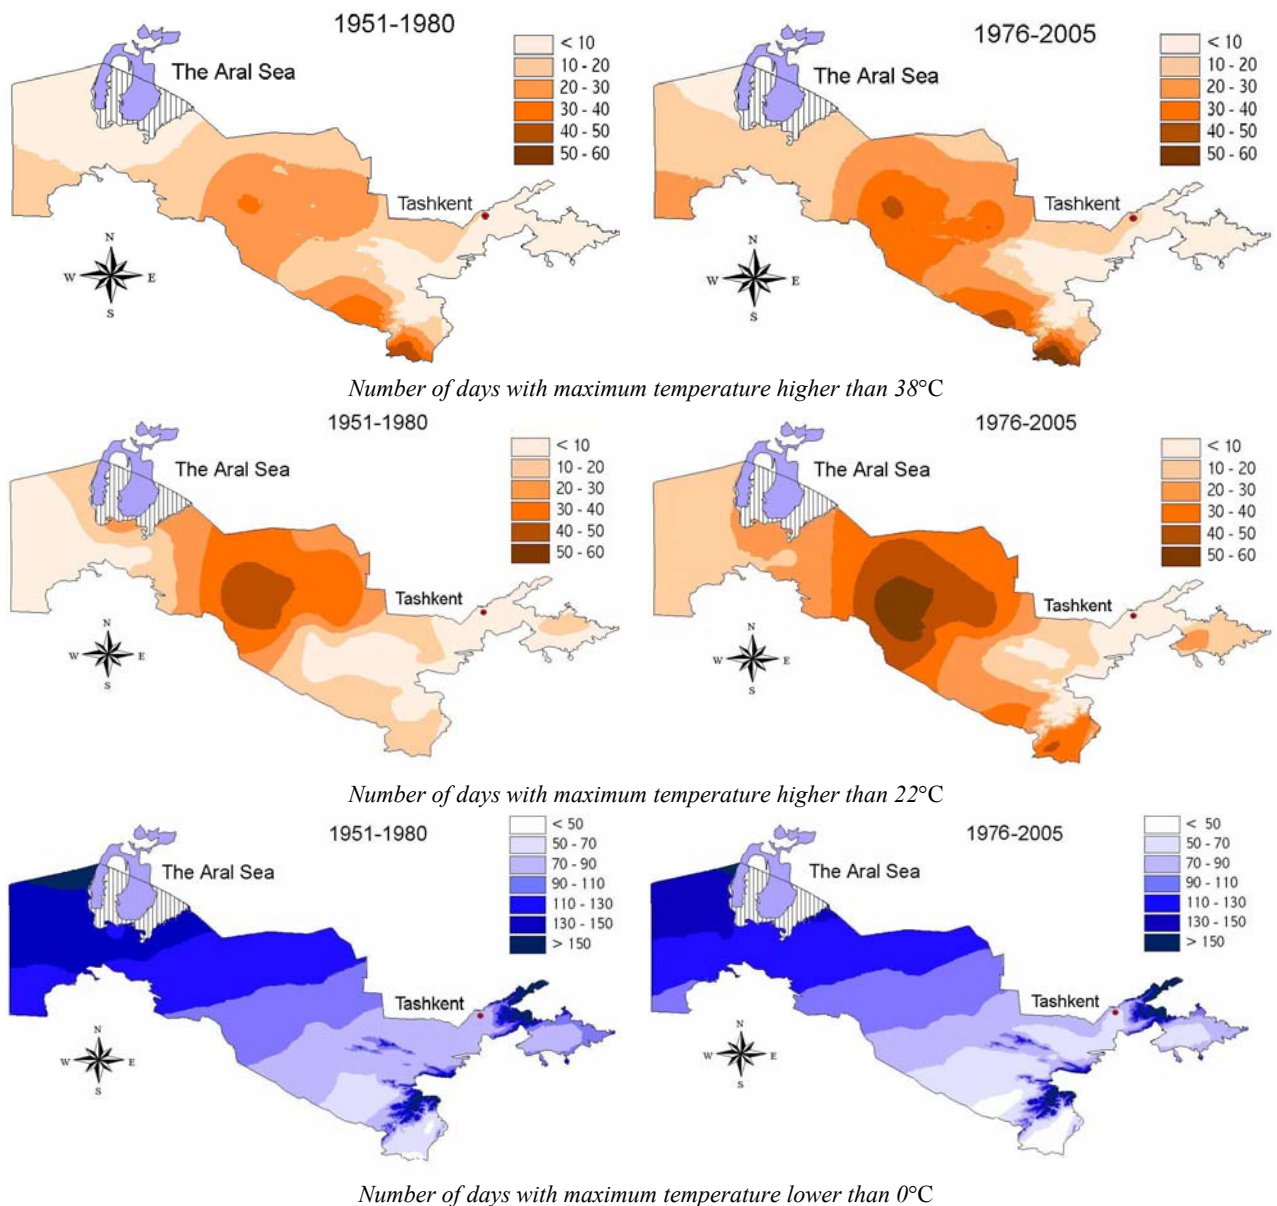 1951-1980
The Aral Sea
< 10
10 - 20
20 - 30
30 - 40
40 - 50
50 - 60
Tashkent
N
W E
S
1976-2005
The Aral Sea
< 10
10 - 20
20 - 30
30 - 40
40 - 50
50 - 60
Tashkent
N
W E
S
Number of days with maximum temperature higher than 38°C
1951-1980
The Aral Sea
< 10
10 - 20
20 - 30
30 - 40
40 - 50
50 - 60
Tashkent
N
W E
S
1976-2005
The Aral Sea
< 10
10 - 20
20 - 30
30 - 40
40 - 50
50 - 60
Tashkent
N
W E
S
Number of days with maximum temperature higher than 22°C
1951-1980
The Aral Sea
< 50
50 - 70
70 - 90
90 - 110
110 - 130
130 - 150
> 150
Tashkent
N
W E
S
1976-2005
The Aral Sea
< 50
50 - 70
70 - 90
90 - 110
110 - 130
130 - 150
> 150
Tashkent
N
W E
S
Number of days with maximum temperature lower than 0°C